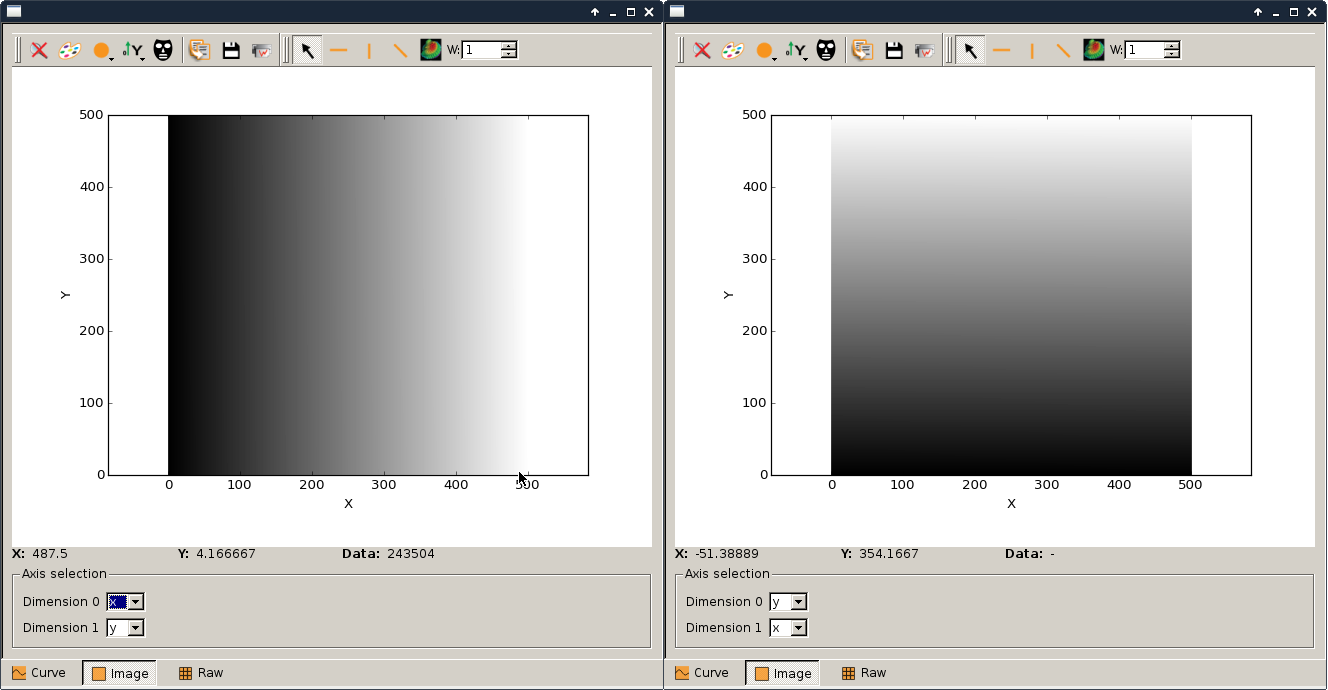 Y W: 1
500
400
300
200
100
0
Y
0 100 200 300 400 500
X
X: 487.5 Y: 4.166667 Data: 243504
Axis selection
Dimension 0 x
Dimension 1 y
Curve Image Raw
Y W: 1
500
400
300
200
100
0
Y
0 100 200 300 400 500
X
X: -51.38889 Y: 354.1667 Data: -
Axis selection
Dimension 0 y
Dimension 1 x
Curve Image Raw